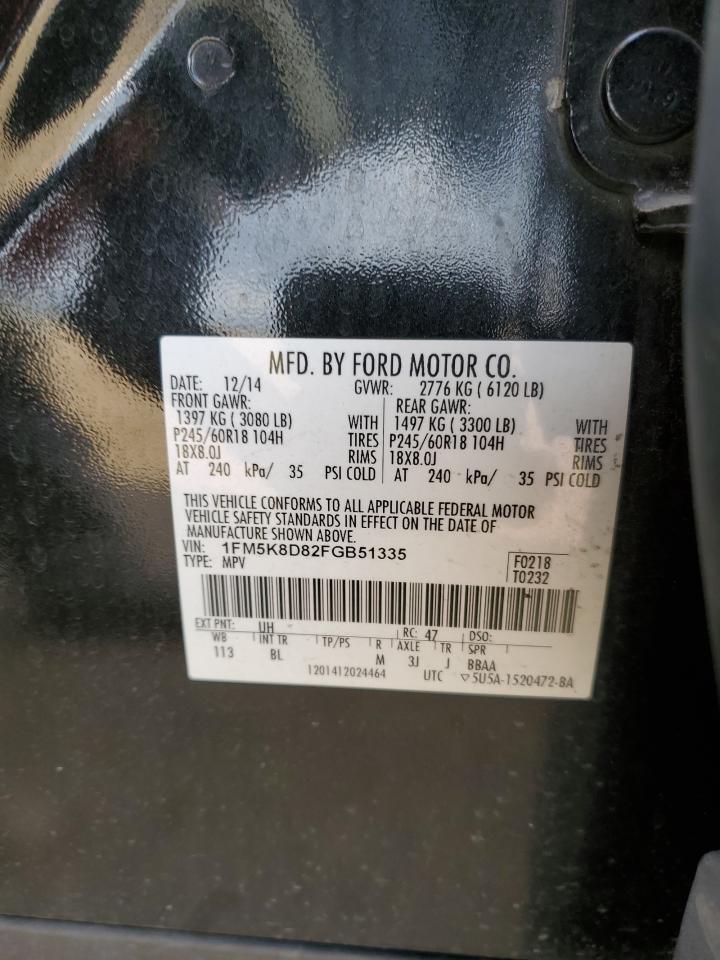 MFD. BY FORD MOTOR CO.
DATE: 12/14 GVWR: 2776 KG ( 6120 LB)
FRONT GAWR: REAR GAWR:
1397 KG ( 3080 LB) WITH 1497 KG ( 3300 LB) WITH
P245/60R18 104H TIRES P245/60R18 104H TIRES
18X8.0J RIMS 18X8.0J RIMS
AT 240 kPa/ 35 PSI COLD AT 240 kPa/ 35 PSI COLD
THIS VEHICLE CONFORMS TO ALL APPLICABLE FEDERAL MOTOR
VEHICLE SAFETY STANDARDS IN EFFECT ON THE DATE OF
MANUFACTURE SHOWN ABOVE.
VIN: 1FM5K8D82FGB51335 F0218
TYPE: MPV T0232
EXT PNT: UH RC: 47 DSO:
WB INT TR TP/PS R AXLE TR SPR
113 BL M 3J J BBAA
1201412024464 UTC ▽5U5A-1520472-BA